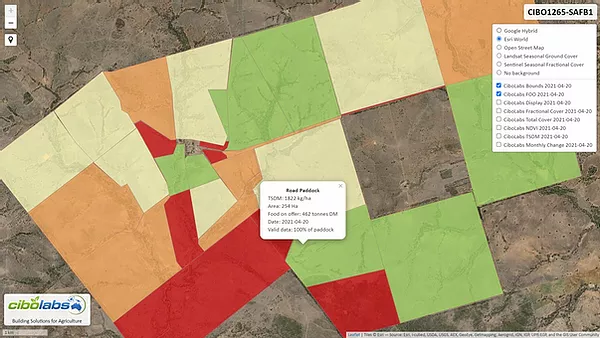 +
−
CIBO1265-SAFB1
Google Hybrid
Esri World
Open Street Map
Landsat Seasonal Ground Cover
Sentinel Seasonal Fractional Cover
No background
CiboLabs Bounds 2021-04-20
CiboLabs FOO 2021-04-20
CiboLabs Display 2021-04-20
CiboLabs Fractional Cover 2021-04-20
CiboLabs Total Cover 2021-04-20
CiboLabs NDVI 2021-04-20
CiboLabs TSDM 2021-04-20
CiboLabs Monthly Change 2021-04-20
×
Road Paddock
TSDM: 1822 kg/ha
Area: 254 Ha
Food on offer: 462 tonnes DM
Date: 2021-04-20
Valid data: 100% of paddock
cibolabs
Building Solutions for Agriculture
1 km
Leaflet | Tiles © Esri — Source: Esri, i-cubed, USDA, USGS, AEX, GeoEye, Getmapping, Aerogrid, IGN, IGP, UPR-EGP, and the GIS User Community